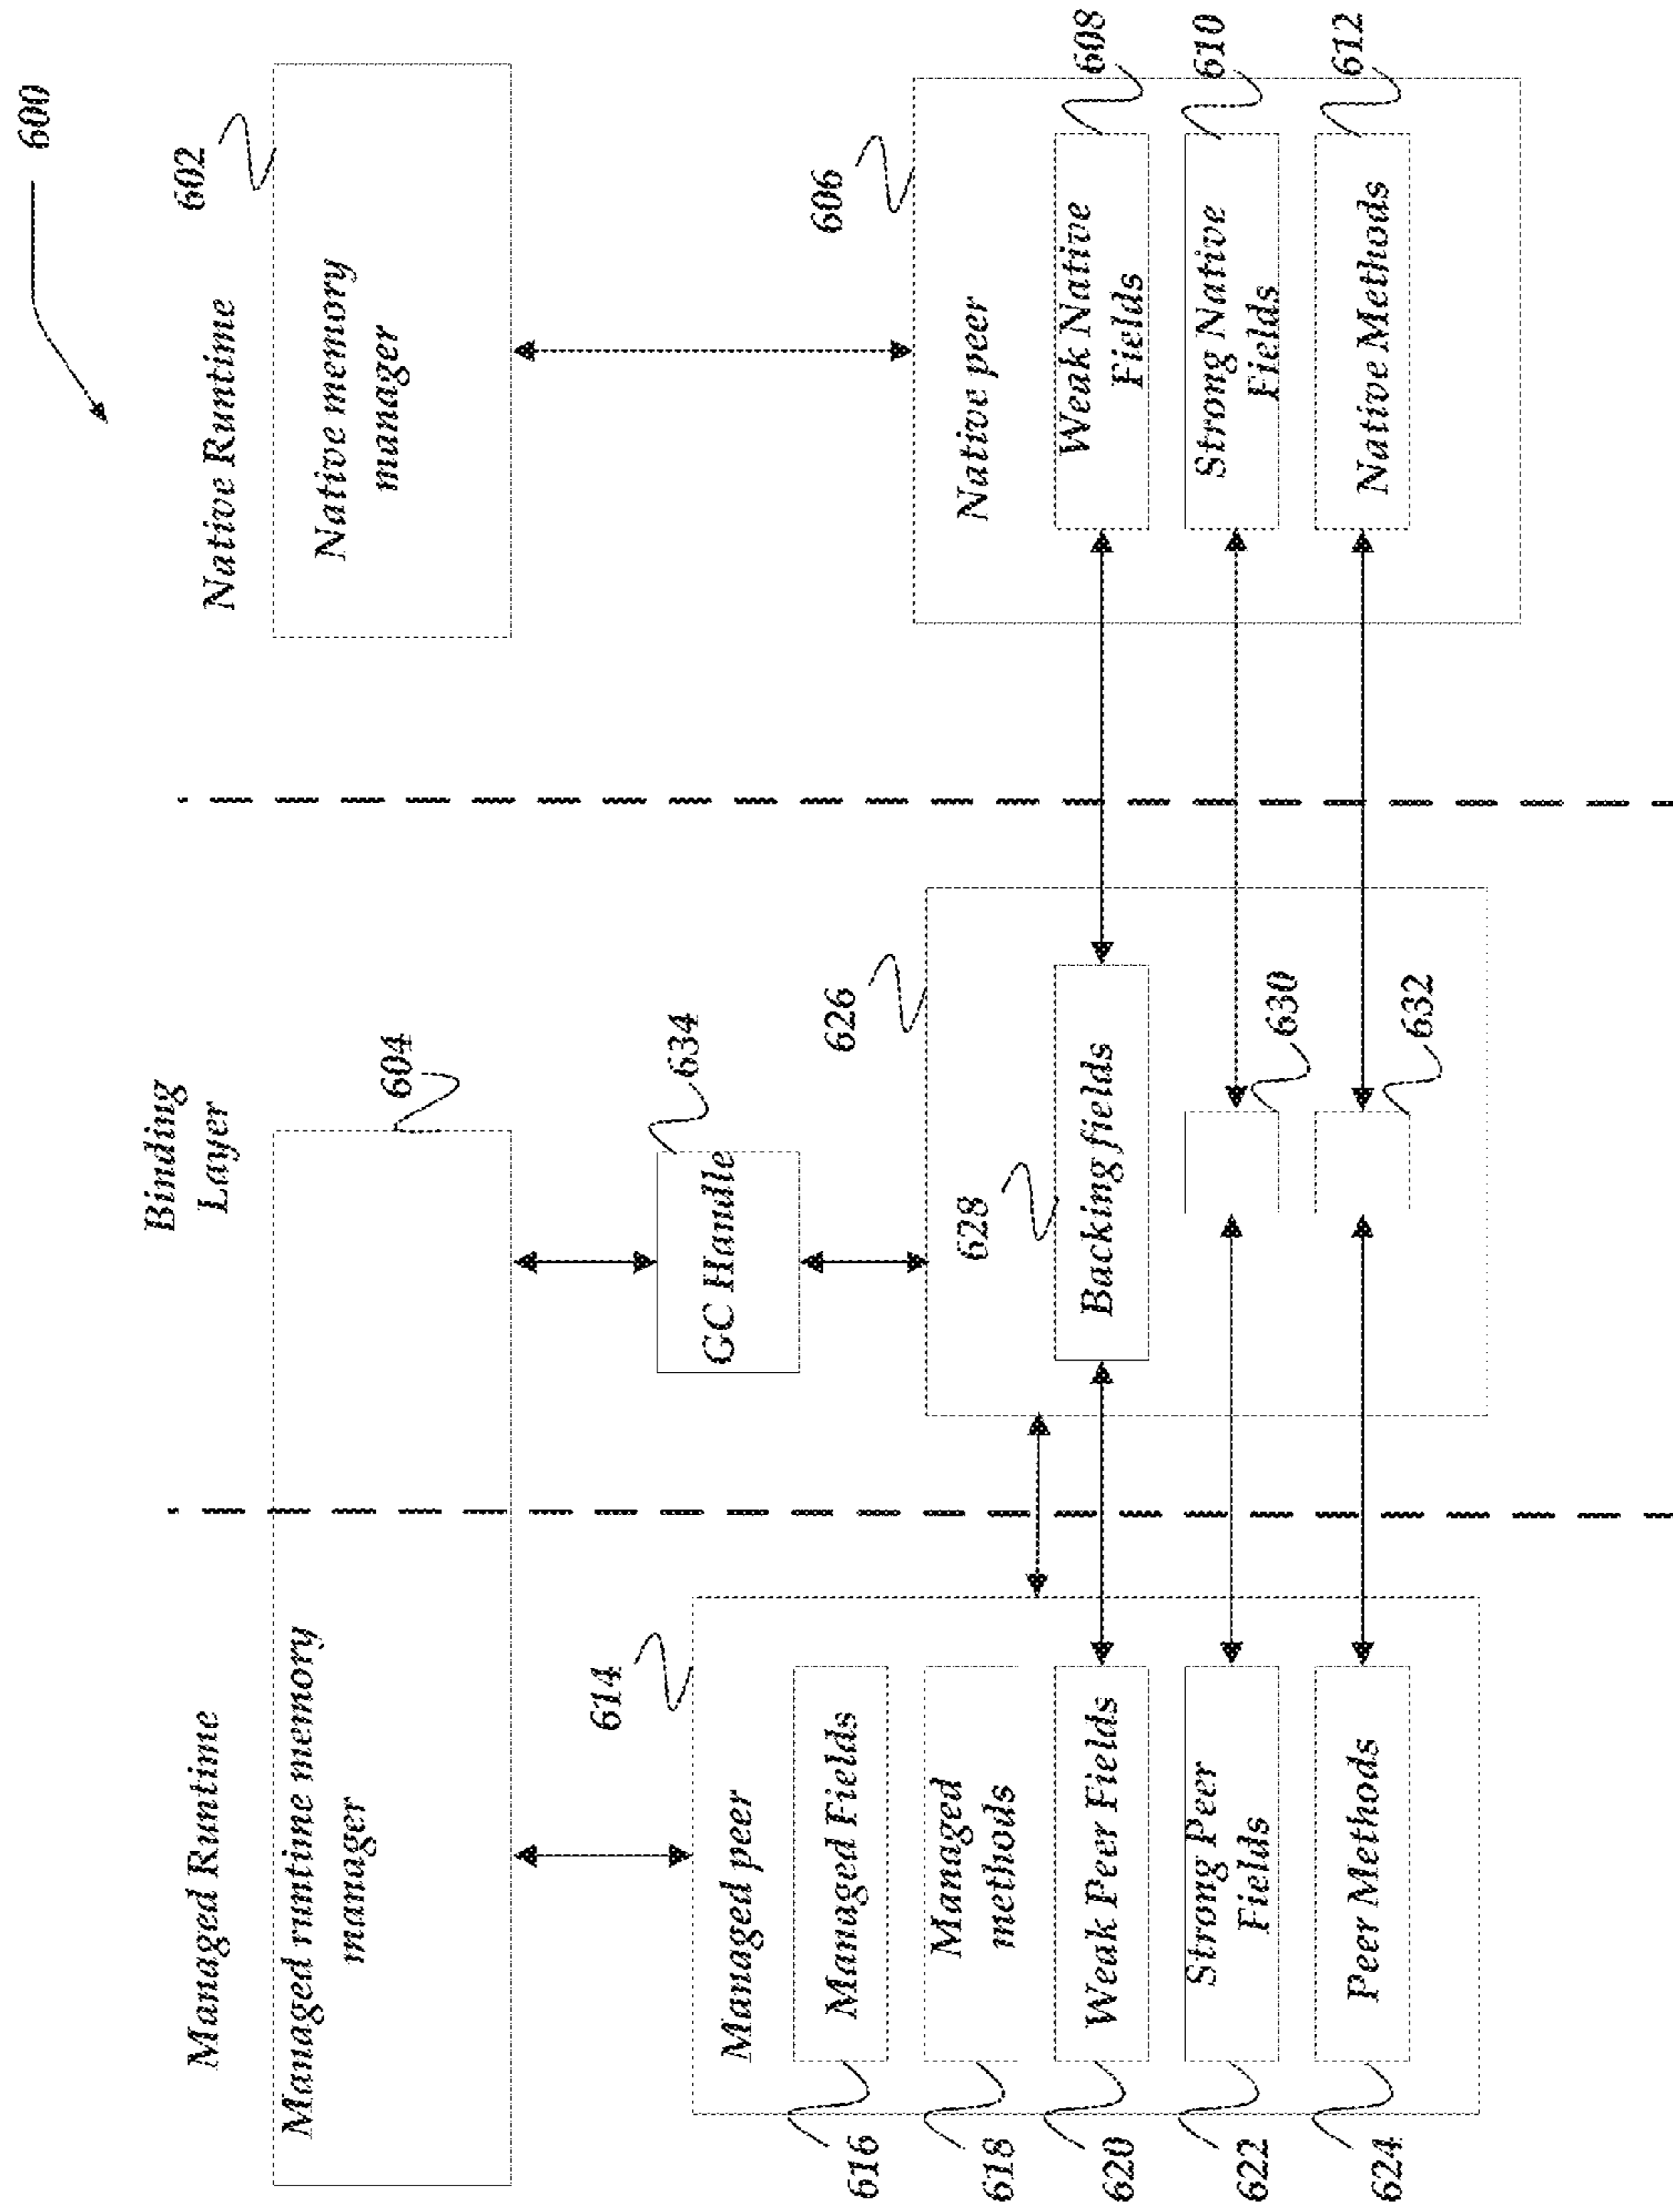 600
Managed Runtime
Binding
Layer
Native Runtime
602
Managed runtime memory
manager
604
Native memory
manager
614
634
GC Handle
626
606
Managed peer
Native peer
616
Managed Fields
618
Managed
methods
628
620
Weak Peer Fields
Backing fields
Weak Native
Fields
608
622
Strong Peer
Fields
630
Strong Native
Fields
610
624
Peer Methods
632
Native Methods
612